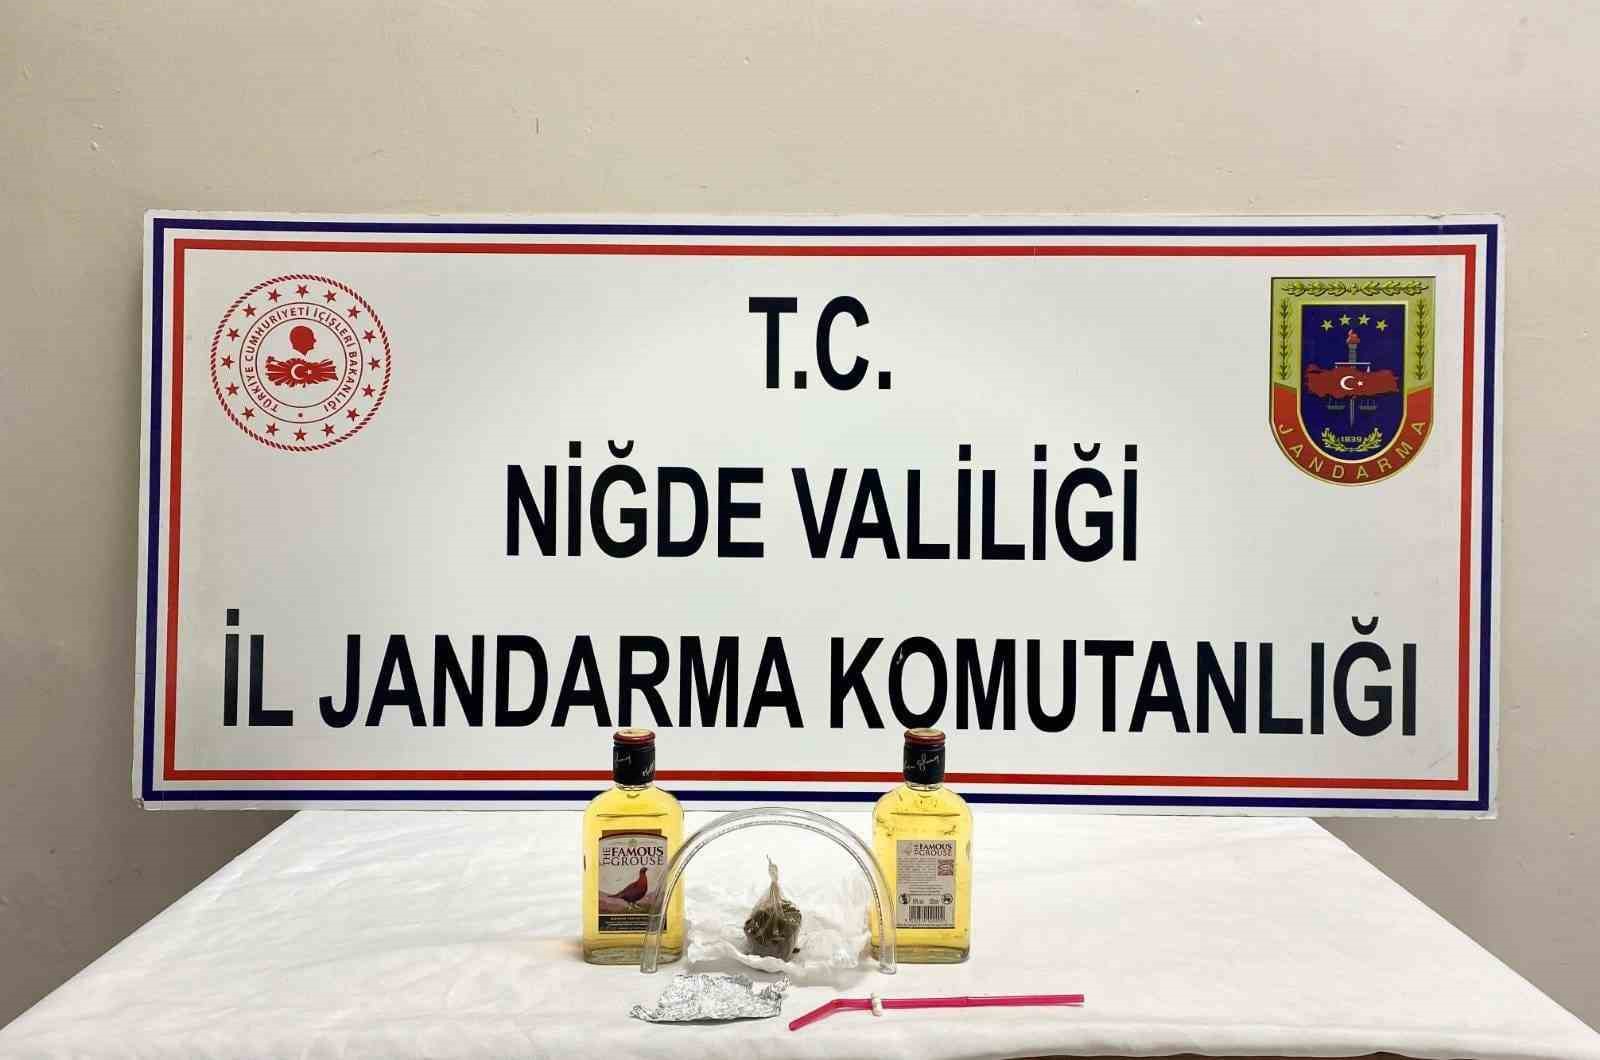 T.C.
NİĞDE VALİLİĞİ
İL JANDARMA KOMUTANLIĞI
TÜRKİYE CUMHURİYETİ İÇİŞLERİ BAKANLIĞI
1839
JANDARMA
THE
FAMOUS
GROUSE
THE
FAMOUS
GROUSE